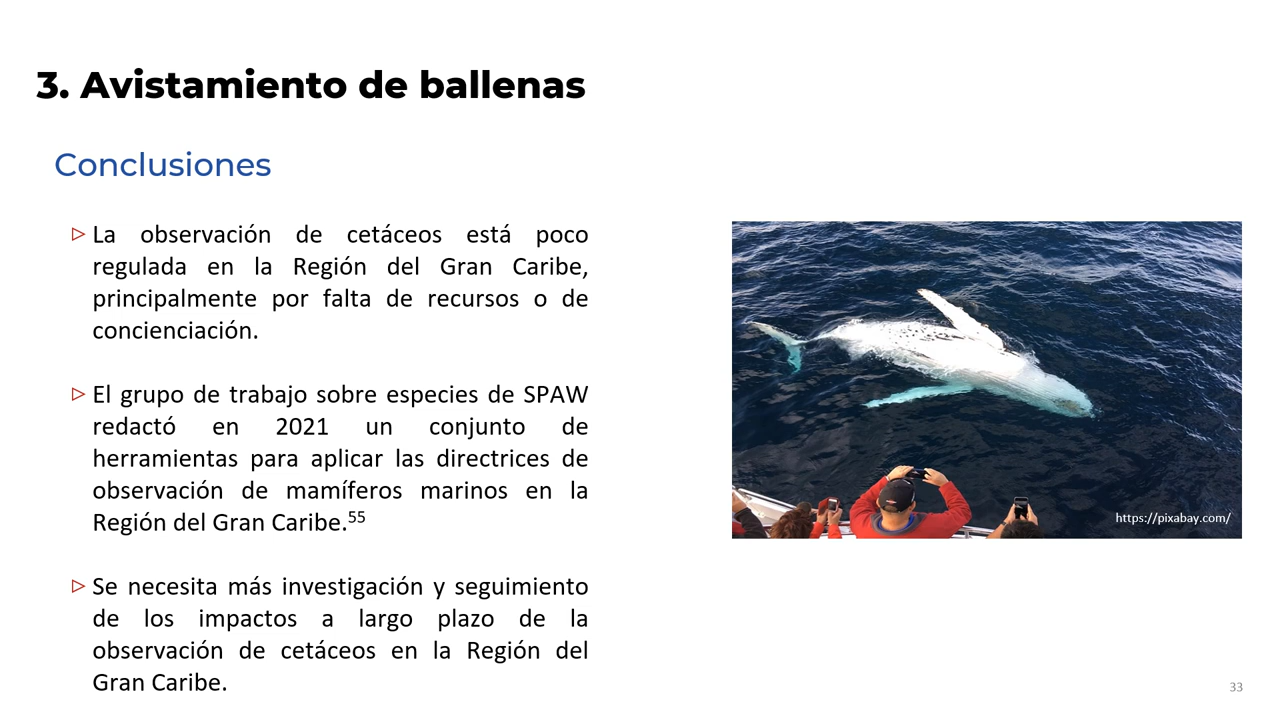 3. Avistamiento de ballenas
Conclusiones
▷ La observación de cetáceos está poco
regulada en la Región del Gran Caribe,
principalmente por falta de recursos o de
concienciación.
▷ El grupo de trabajo sobre especies de SPAW
redactó en 2021 un conjunto de
herramientas para aplicar las directrices de
observación de mamíferos marinos en la
Región del Gran Caribe.⁵⁵
▷ Se necesita más investigación y seguimiento
de los impactos a largo plazo de la
observación de cetáceos en la Región del
Gran Caribe.
https://pixabay.com/
33